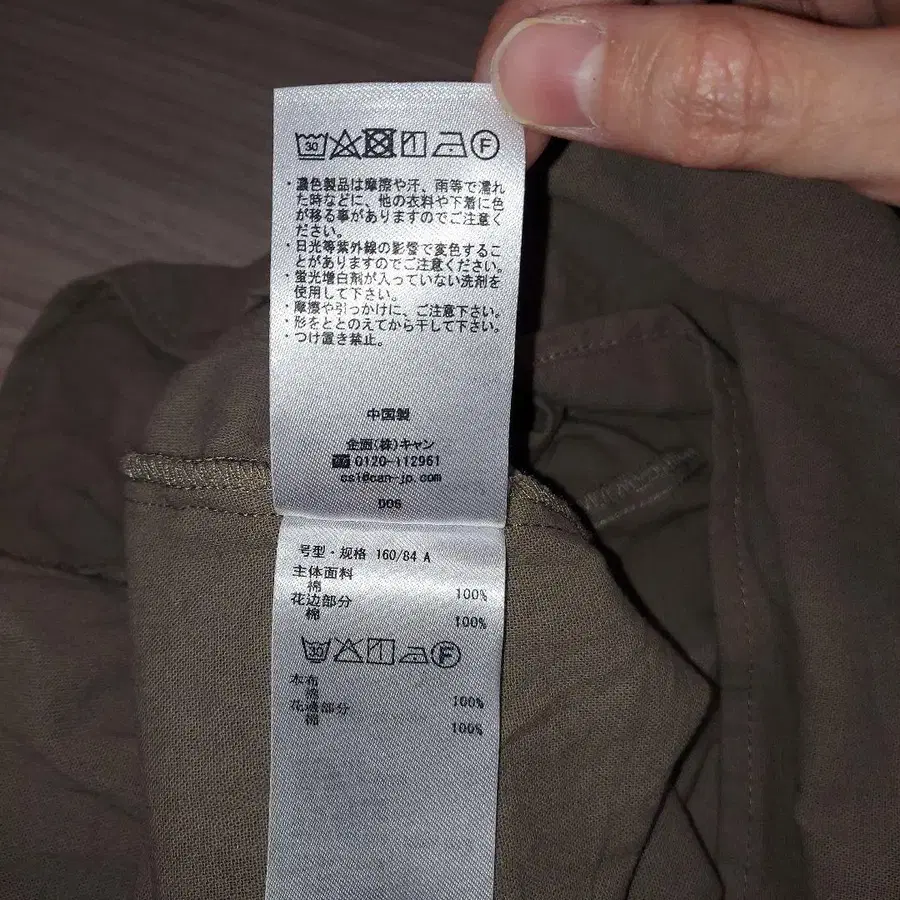 30 F
・濃色製品は摩擦や汗、雨等で濡れ
た時などに、他の衣料や下着に色
が移る事がありますのでご注意く
ださい。
・日光等紫外線の影響で変色するこ
とがありますのでご注意ください。
・蛍光増白剤が入っていない洗剤を
使用して下さい。
・摩擦や引っかけに、ご注意下さい。
・形をととのえてから干して下さい。
・つけ置き禁止。
中国製
企画(株)キャン
0120-112961
csi@can-jp.com
D05
号型・规格 160/84 A
主体面料
棉 100%
花边部分
棉 100%
30 F
本布
綿 100%
花邊部分
棉 100%